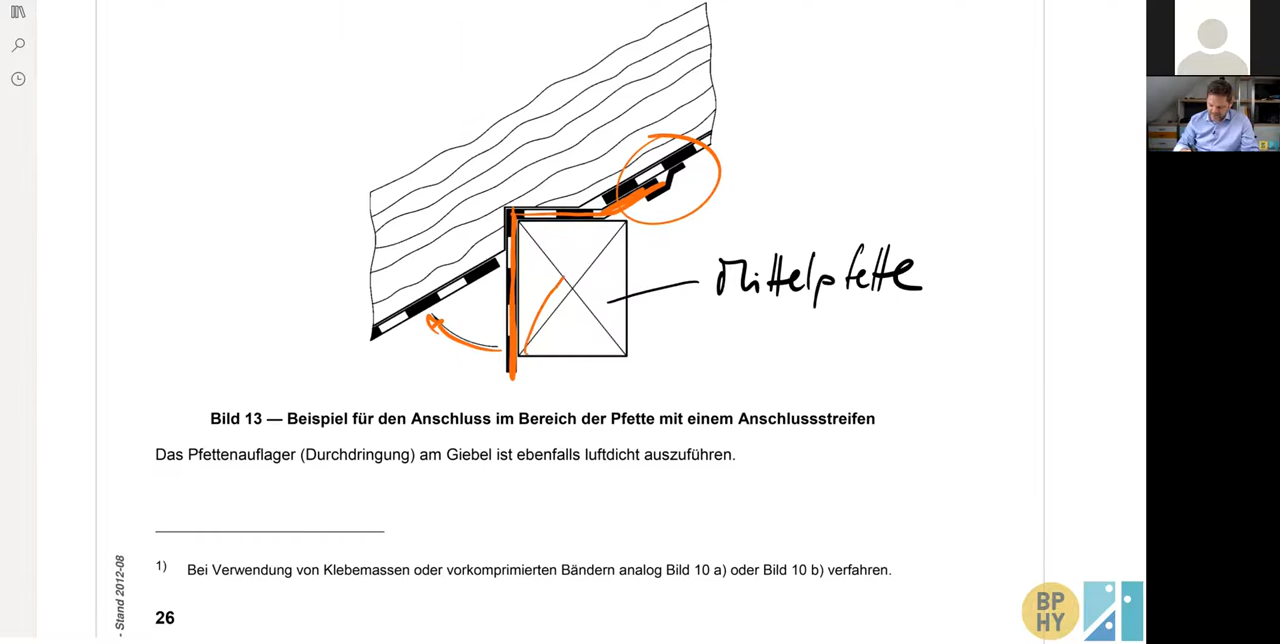 Mittelpfette
Bild 13 — Beispiel für den Anschluss im Bereich der Pfette mit einem Anschlussstreifen
Das Pfettenauflager (Durchdringung) am Giebel ist ebenfalls luftdicht auszuführen.
1) Bei Verwendung von Klebemassen oder vorkomprimierten Bändern analog Bild 10 a) oder Bild 10 b) verfahren.
- Stand 2012-08
26
BP
HY